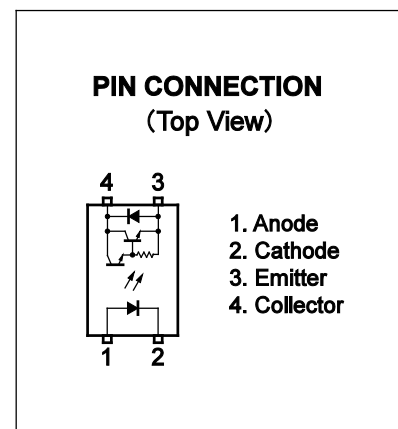 PIN CONNECTION
(Top View)
4 3
1. Anode
2. Cathode
3. Emitter
4. Collector
1 2